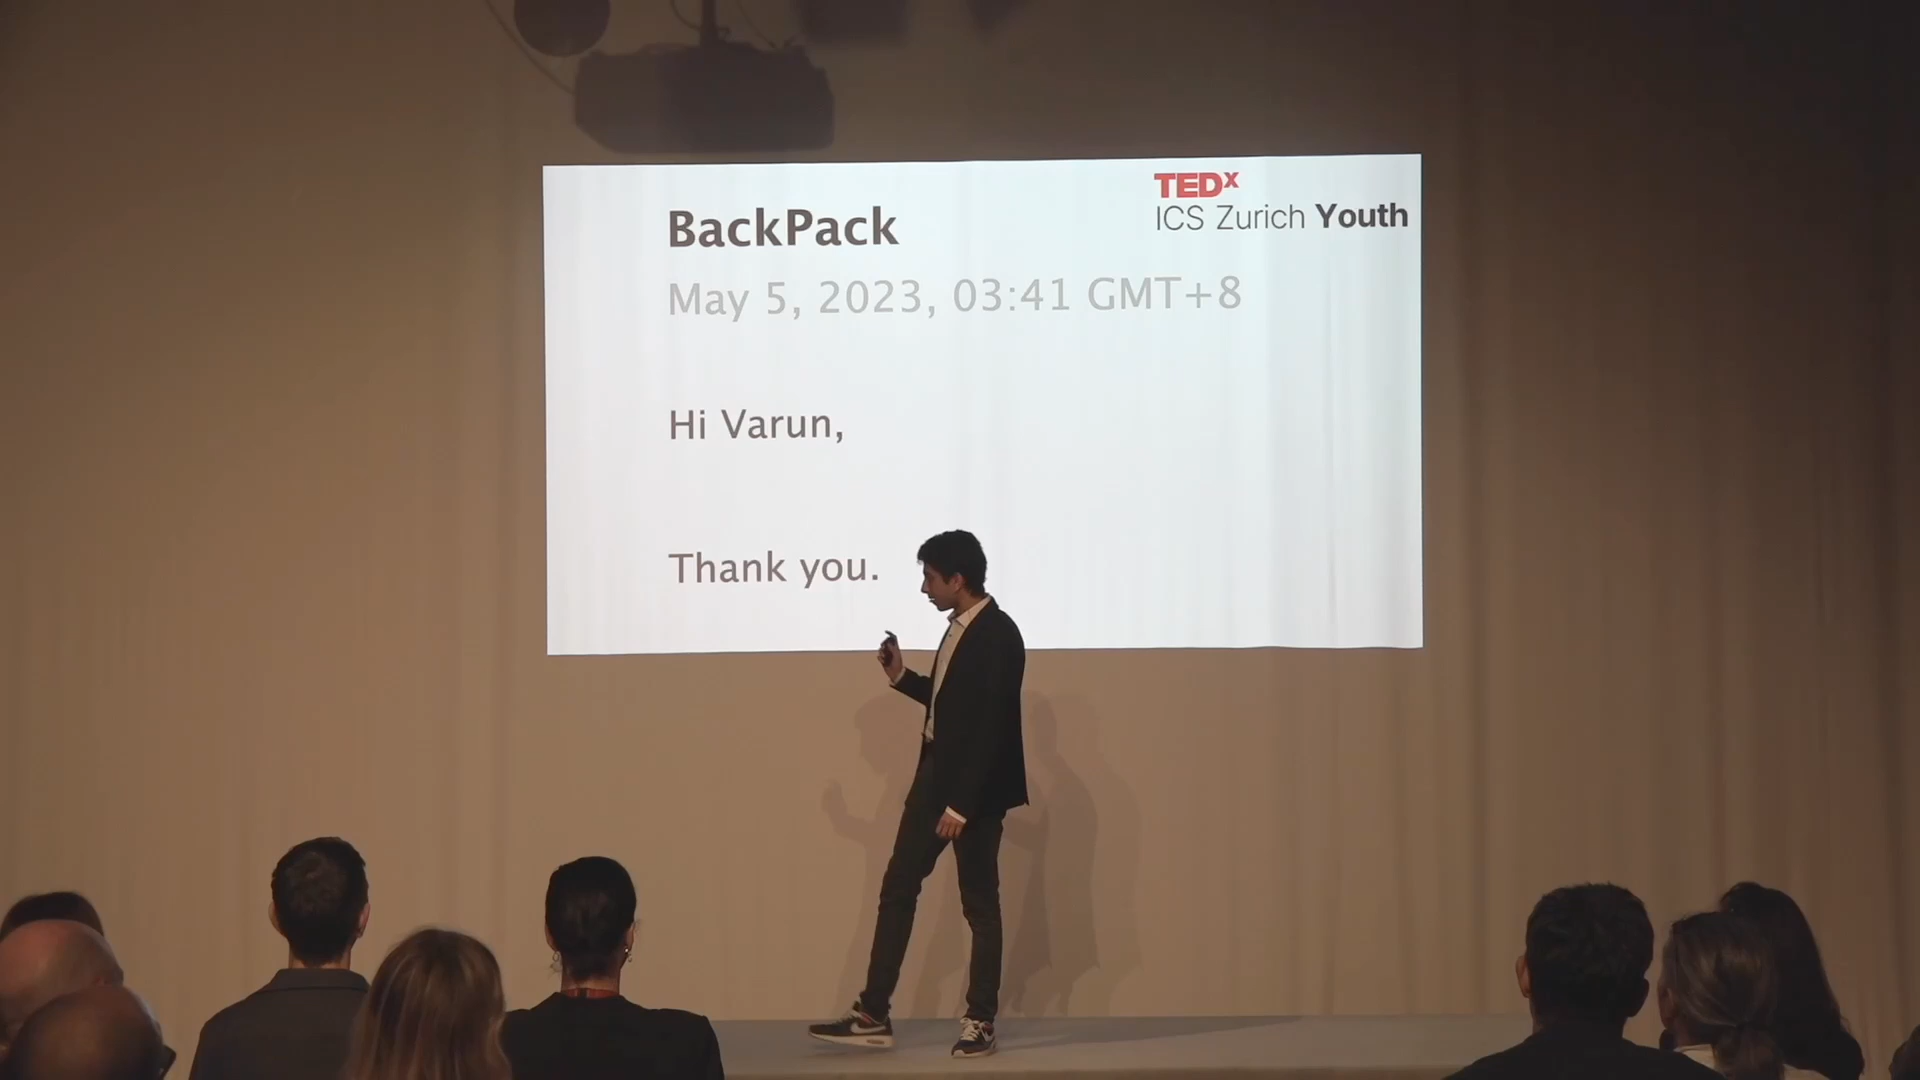 BackPack
TEDx
ICS Zurich Youth
May 5, 2023, 03:41 GMT+8
Hi Varun,
Thank you.